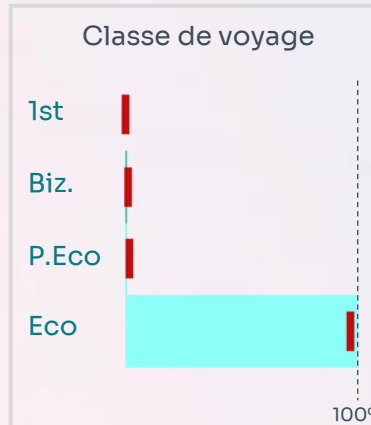 Classe de voyage
1st
Biz.
P.Eco
Eco
100%